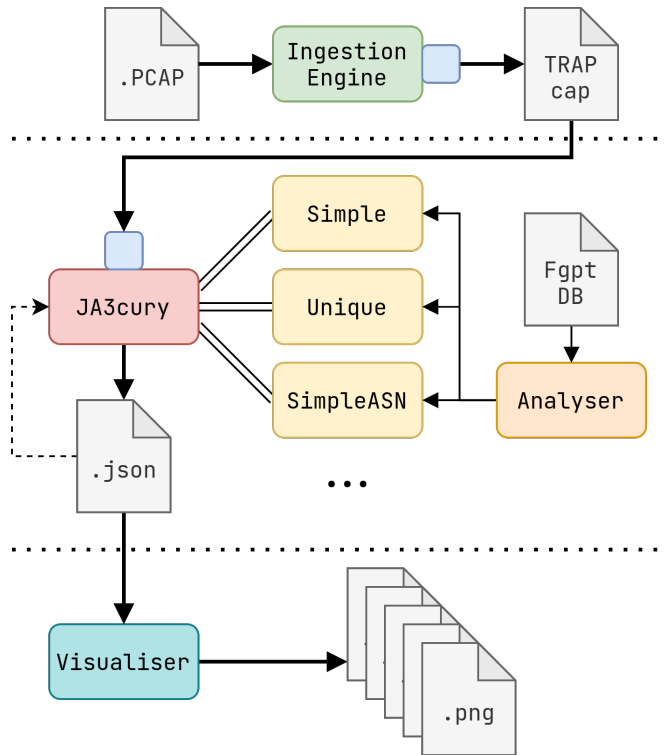 .PCAP
Ingestion
Engine
TRAP
cap
Simple
Fgpt
DB
JA3cury
Unique
SimpleASN
Analyser
.json
...
Visualiser
.png